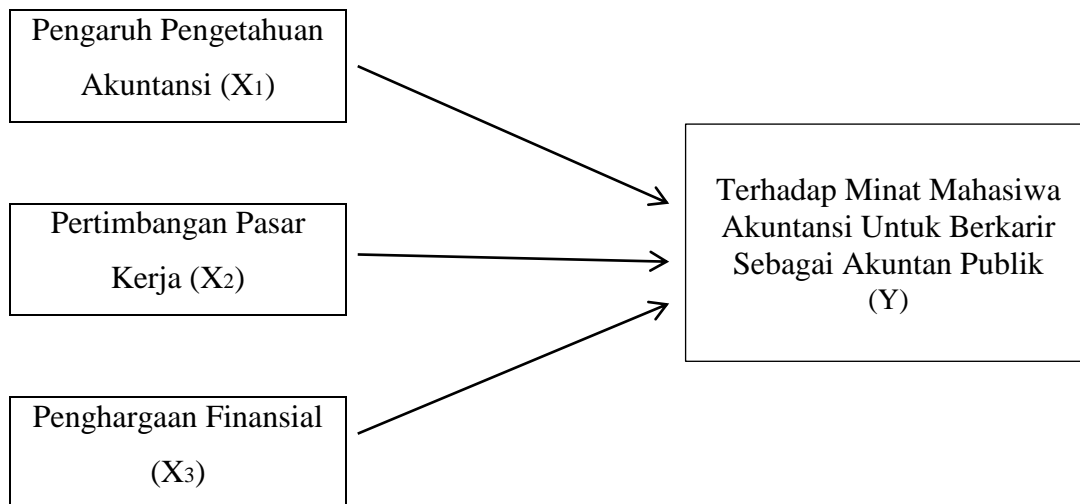 Pengaruh Pengetahuan
Akuntansi (X1)
Pertimbangan Pasar
Kerja (X2)
Penghargaan Finansial
(X3)
Terhadap Minat Mahasiwa
Akuntansi Untuk Berkarir
Sebagai Akuntan Publik
(Y)